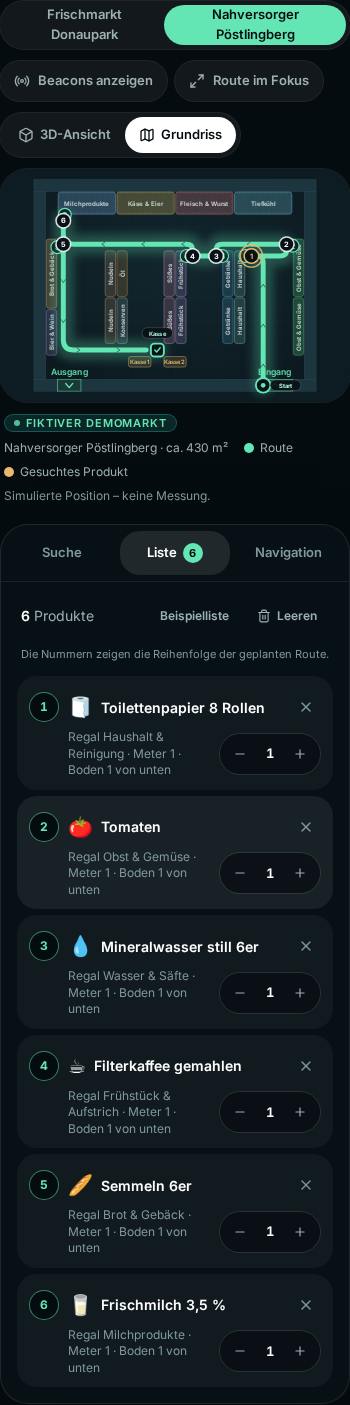 Frischmarkt
Donaupark
Nahversorger
Pöstlingberg
Beacons anzeigen
Route im Fokus
3D-Ansicht
Grundriss
Milchprodukte
Käse & Eier
Fleisch & Wurst
Tiefkühl
6
5
4
3
1
2
Brot & Gebäck
Bier & Wein
Nudeln
Öl
Nudeln
Konserven
Süßes
Süßes
Frühstück
Getränke
Getränke
Haushalt
Obst & Gemüse
Obst & Gemüse
Kasse
Kasse1
Kasse2
Ausgang
Start
FIKTIVER DEMOMARKT
Nahversorger Pöstlingberg · ca. 430 m²
Route
Gesuchtes Produkt
Simulierte Position – keine Messung.
Suche
Liste 6
Navigation
6 Produkte
Beispielliste
Leeren
Die Nummern zeigen die Reihenfolge der geplanten Route.
1 Toilettenpapier 8 Rollen
Regal Haushalt &
Reinigung · Meter 1 ·
Boden 1 von unten
− 1 +
2 Tomaten
Regal Obst & Gemüse ·
Meter 1 · Boden 1 von
unten
− 1 +
3 Mineralwasser still 6er
Regal Wasser & Säfte ·
Meter 1 · Boden 1 von
unten
− 1 +
4 Filterkaffee gemahlen
Regal Frühstück &
Aufstrich · Meter 1 ·
Boden 1 von unten
− 1 +
5 Semmeln 6er
Regal Brot & Gebäck ·
Meter 1 · Boden 1 von
unten
− 1 +
6 Frischmilch 3,5 %
Regal Milchprodukte ·
Meter 1 · Boden 1 von
unten
− 1 +